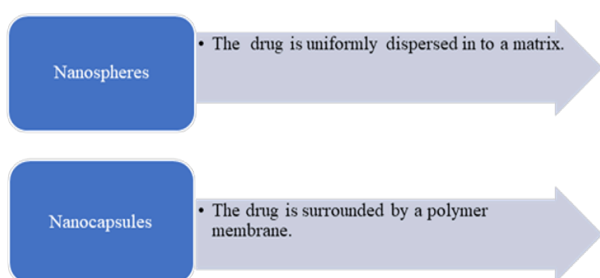 Nanospheres
• The drug is uniformly dispersed in to a matrix.
Nanocapsules
• The drug is surrounded by a polymer
membrane.